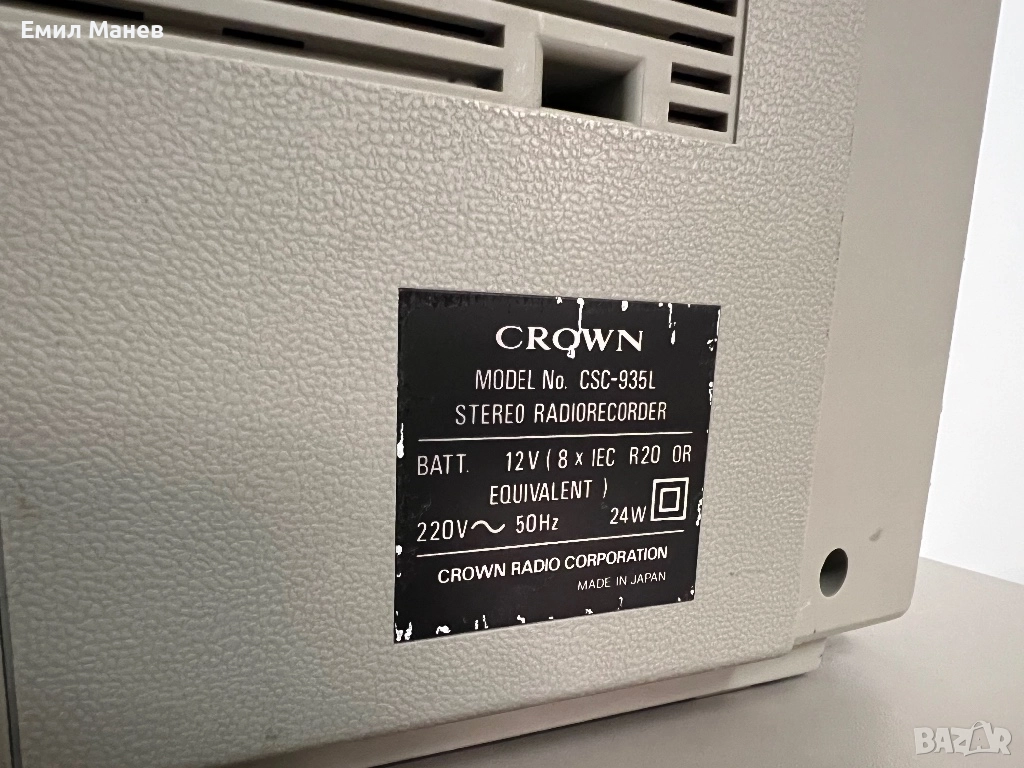 Емил Манев
CROWN
MODEL No. CSC-935L
STEREO RADIORECORDER
BATT. 12V ( 8 x IEC R20 OR
EQUIVALENT )
220V～ 50Hz 24W
CROWN RADIO CORPORATION
MADE IN JAPAN
BAZAR